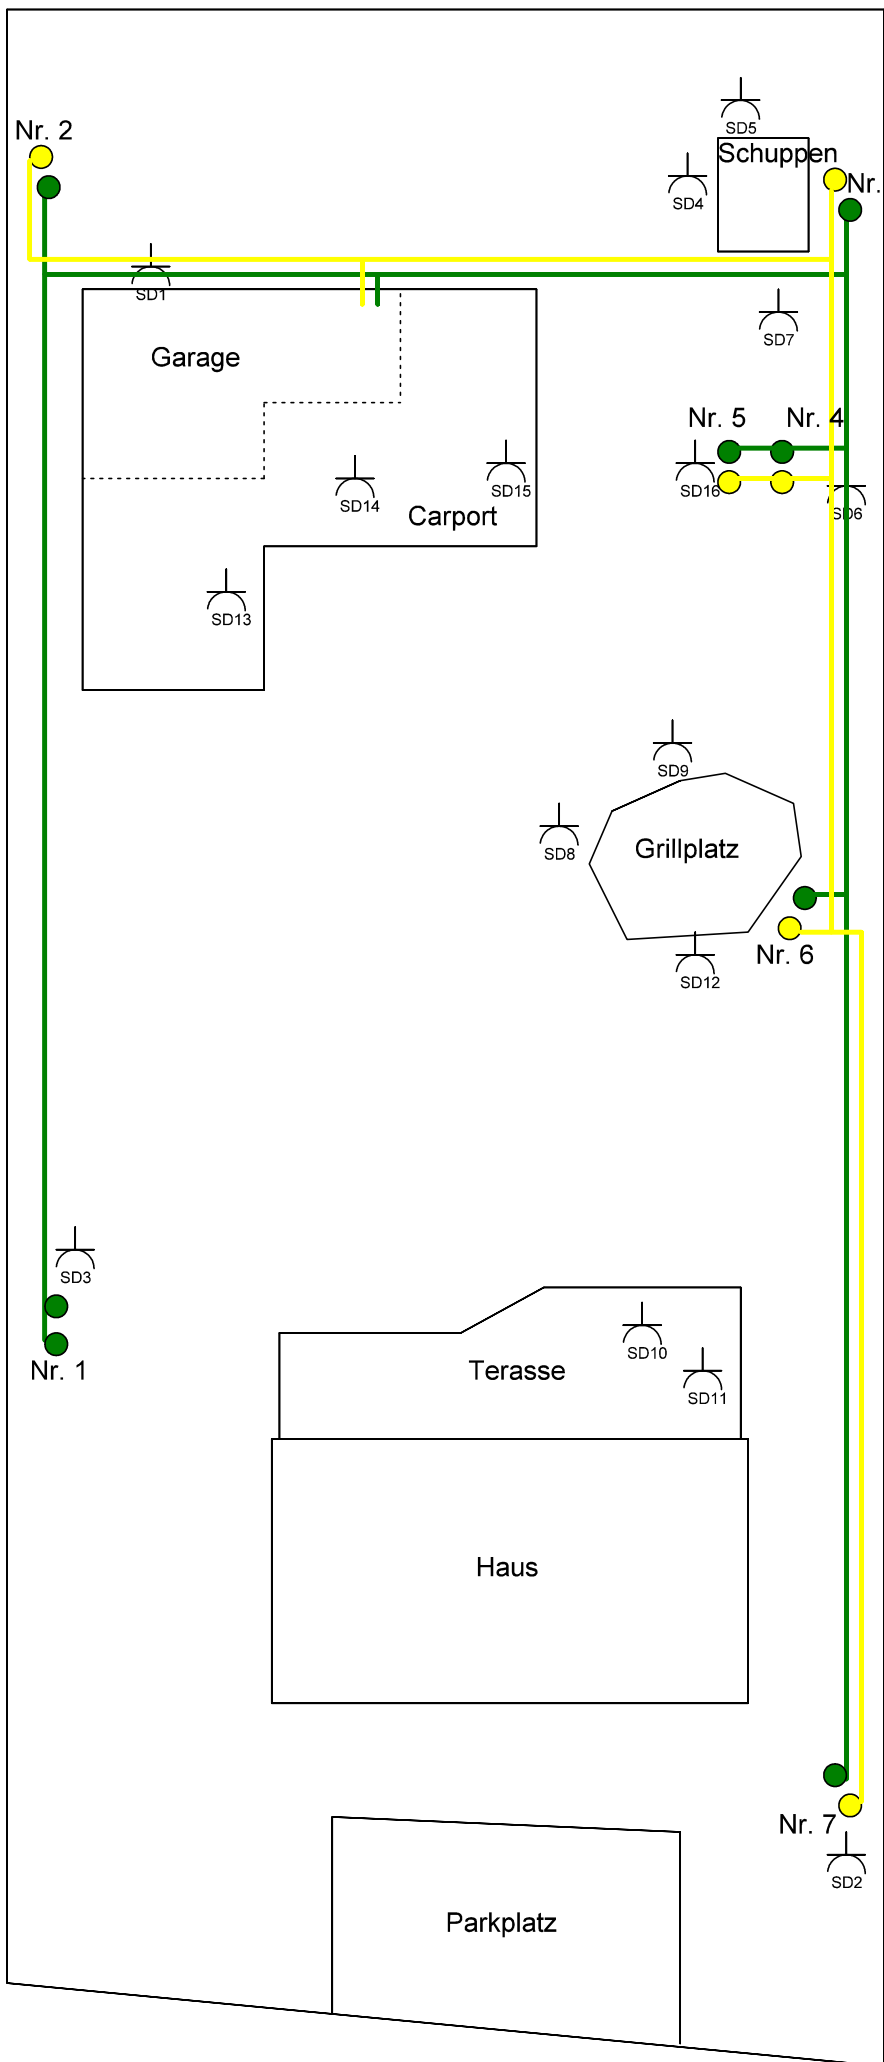 SD5
Nr. 2
Schuppen
Nr.
SD4
SD1
SD7
Garage
Nr. 5
Nr. 4
SD14
SD15
SD16
SD6
Carport
SD13
SD9
Grillplatz
SD8
Nr. 6
SD12
SD3
SD10
Nr. 1
Terasse
SD11
Haus
Nr. 7
SD2
Parkplatz